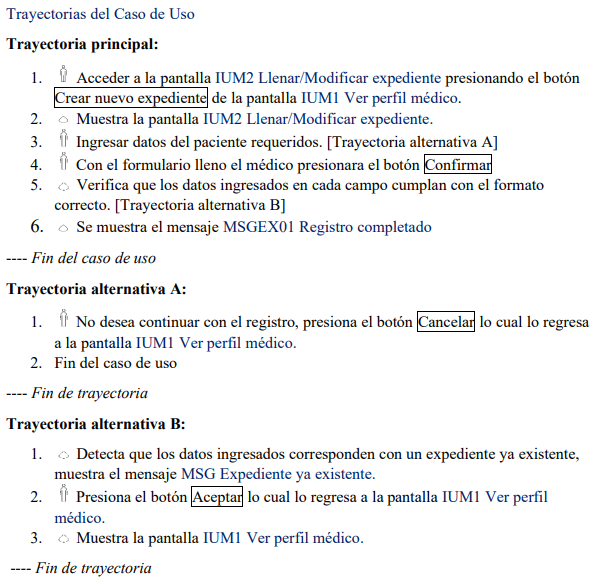 Trayectorias del Caso de Uso
Trayectoria principal:
1. Acceder a la pantalla IUM2 Llenar/Modificar expediente presionando el botón
Crear nuevo expediente de la pantalla IUM1 Ver perfil médico.
2. Muestra la pantalla IUM2 Llenar/Modificar expediente.
3. Ingresar datos del paciente requeridos. [Trayectoria alternativa A]
4. Con el formulario lleno el médico presionara el botón Confirmar
5. Verifica que los datos ingresados en cada campo cumplan con el formato
correcto. [Trayectoria alternativa B]
6. Se muestra el mensaje MSGEX01 Registro completado
---- Fin del caso de uso
Trayectoria alternativa A:
1. No desea continuar con el registro, presiona el botón Cancelar lo cual lo regresa
a la pantalla IUM1 Ver perfil médico.
2. Fin del caso de uso
---- Fin de trayectoria
Trayectoria alternativa B:
1. Detecta que los datos ingresados corresponden con un expediente ya existente,
muestra el mensaje MSG Expediente ya existente.
2. Presiona el botón Aceptar lo cual lo regresa a la pantalla IUM1 Ver perfil
médico.
3. Muestra la pantalla IUM1 Ver perfil médico.
---- Fin de trayectoria